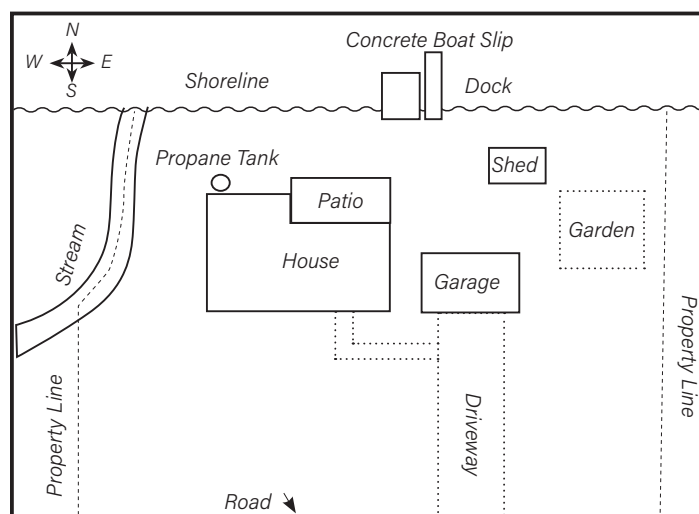 N
W E
S
Concrete Boat Slip
Shoreline
Dock
Propane Tank
Shed
Patio
Garden
Stream
House
Garage
Property Line
Property Line
Driveway
Road